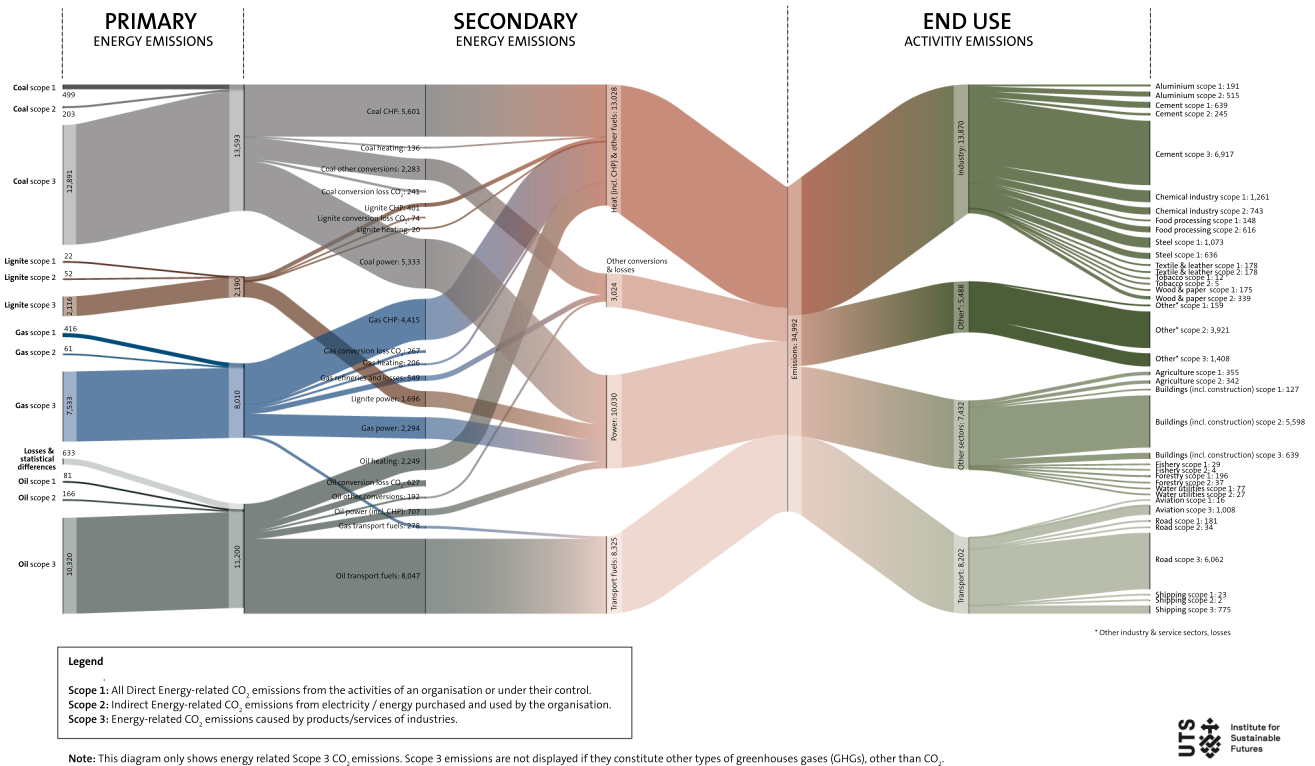 PRIMARY
ENERGY EMISSIONS
SECONDARY
ENERGY EMISSIONS
END USE
ACTIVITIY EMISSIONS
Coal scope 1
499
Coal scope 2
203
Coal scope 3
12,891
Lignite scope 1
22
Lignite scope 2
52
Lignite scope 3
2,116
Gas scope 1
416
Gas scope 2
61
Gas scope 3
7,533
Losses &
statistical
differences
633
Oil scope 1
81
Oil scope 2
166
Oil scope 3
10,320
13,593
2,190
8,010
11,200
Coal CHP: 5,601
Coal heating: 136
Coal other conversions: 2,283
Coal conversion loss CO2: 241
Lignite CHP: 401
Lignite conversion loss CO2: 74
Lignite heating: 20
Coal power: 5,333
Gas CHP: 4,415
Gas conversion loss CO2: 267
Gas heating: 206
Gas refineries and losses: 549
Lignite power: 1,696
Gas power: 2,294
Oil heating: 2,249
Oil conversion loss CO2: 627
Oil other conversions: 192
Oil power (incl CHP): 707
Gas transport fuels: 278
Oil transport fuels: 8,047
Heat (incl. CHP) & other fuels: 13,028
Other conversions
& losses
3,024
Power: 10,030
Transport fuels: 8,325
Emissions: 34,992
Industry: 13,870
Other*: 5,488
Other sectors: 7,432
Transport: 8,202
Aluminium scope 1: 191
Aluminium scope 2: 515
Cement scope 1: 639
Cement scope 2: 245
Cement scope 3: 6,917
Chemical industry scope 1: 1,261
Chemical industry scope 2: 743
Food processing scope 1: 148
Food processing scope 2: 616
Steel scope 1: 1,073
Steel scope 1: 636
Textile & leather scope 1: 178
Textile & leather scope 2: 178
Tobacco scope 1: 12
Tobacco scope 2: 5
Wood & paper scope 1: 175
Wood & paper scope 2: 339
Other* scope 1: 159
Other* scope 2: 3,921
Other* scope 3: 1,408
Agriculture scope 1: 355
Agriculture scope 2: 342
Buildings (incl. construction) scope 1: 127
Buildings (incl. construction) scope 2: 5,598
Buildings (incl. construction) scope 3: 639
Fishery scope 1: 29
Fishery scope 2: 4
Forestry scope 1: 196
Forestry scope 2: 37
Water utilities scope 1: 77
Water utilities scope 2: 27
Aviation scope 1: 16
Aviation scope 3: 1,008
Road scope 1: 181
Road scope 2: 34
Road scope 3: 6,062
Shipping scope 1: 23
Shipping scope 2: 2
Shipping scope 3: 775
* Other industry & service sectors, losses
Legend
.
Scope 1: All Direct Energy-related CO2 emissions from the activities of an organisation or under their control.
Scope 2: Indirect Energy-related CO2 emissions from electricity / energy purchased and used by the organisation.
Scope 3: Energy-related CO2 emissions caused by products/services of industries.
Note: This diagram only shows energy related Scope 3 CO2 emissions. Scope 3 emissions are not displayed if they constitute other types of greenhouses gases (GHGs), other than CO2.
UTS
Institute for
Sustainable
Futures